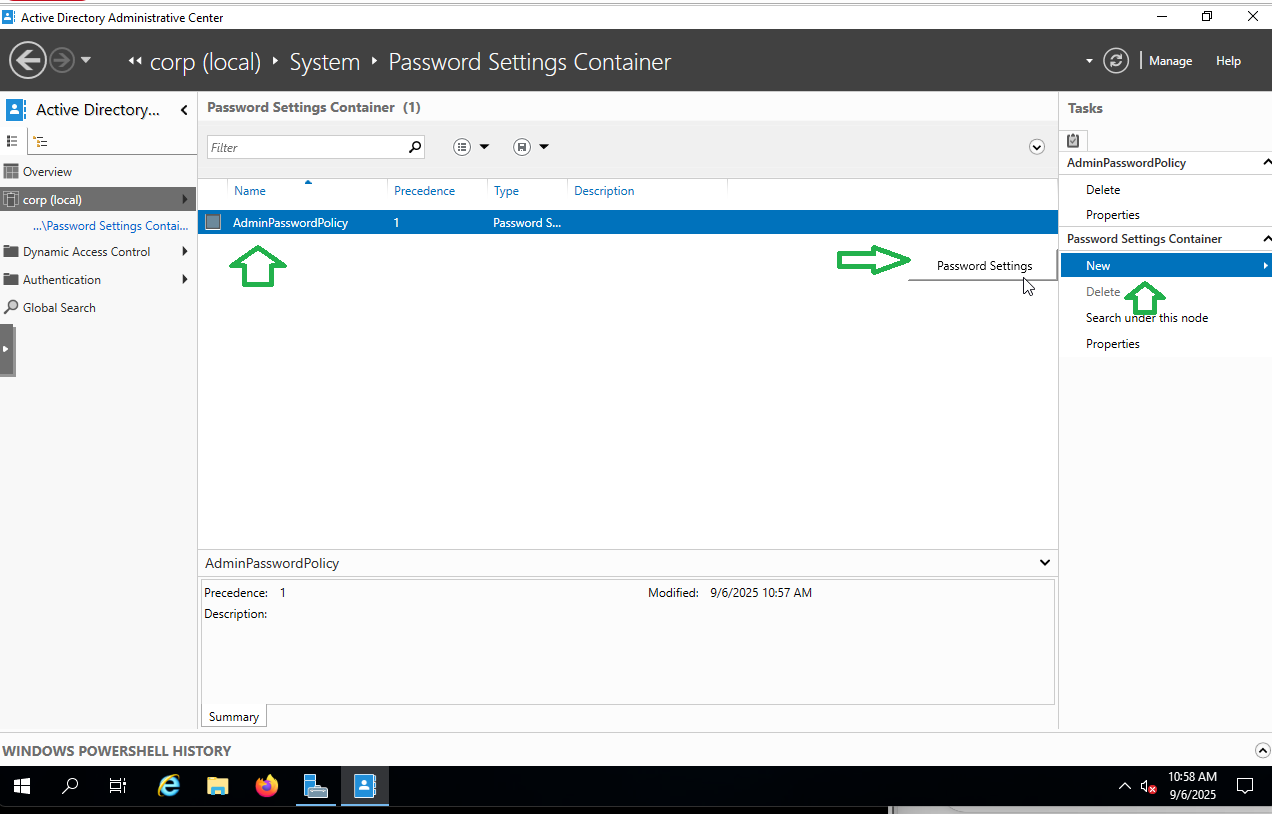 Active Directory Administrative Center
corp (local) System Password Settings Container
Manage Help
Active Directory...
Overview
corp (local)
...\Password Settings Contai...
Dynamic Access Control
Authentication
Global Search
Password Settings Container (1)
Filter
Name Precedence Type Description
AdminPasswordPolicy 1 Password S...
Password Settings
AdminPasswordPolicy
Precedence: 1 Modified: 9/6/2025 10:57 AM
Description:
Summary
Tasks
AdminPasswordPolicy
Delete
Properties
Password Settings Container
New
Delete
Search under this node
Properties
WINDOWS POWERSHELL HISTORY
10:58 AM
9/6/2025